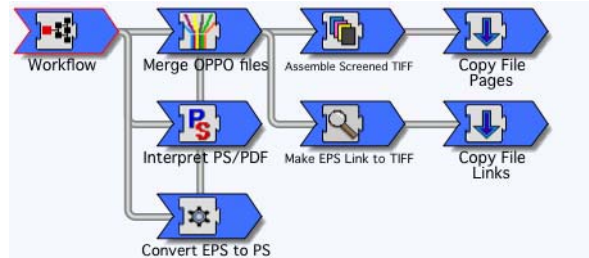 Workflow
Merge OPPO files
Assemble Screened TIFF
Copy File
Pages
PS
Interpret PS/PDF
Make EPS Link to TIFF
Copy File
Links
Convert EPS to PS